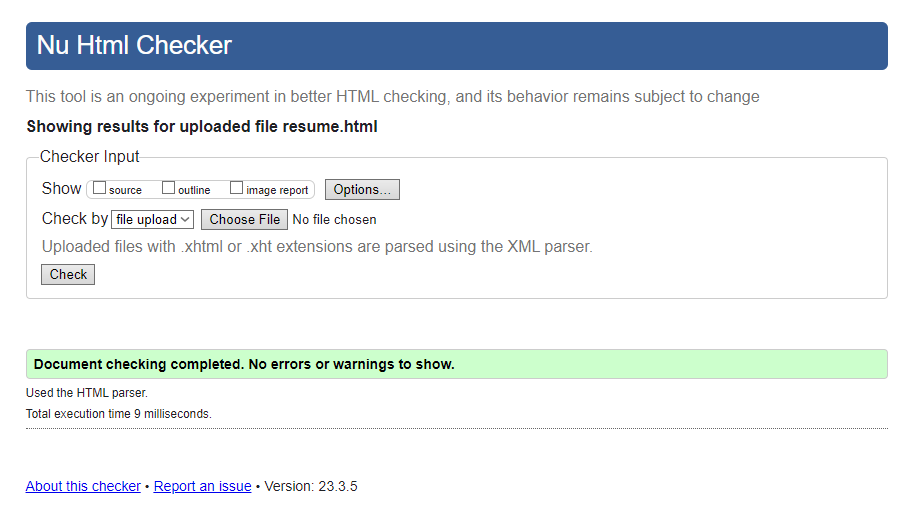 Nu Html Checker
This tool is an ongoing experiment in better HTML checking, and its behavior remains subject to change
Showing results for uploaded file resume.html
Checker Input
Show source outline image report Options...
Check by file upload Choose File No file chosen
Uploaded files with .xhtml or .xht extensions are parsed using the XML parser.
Check
Document checking completed. No errors or warnings to show.
Used the HTML parser.
Total execution time 9 milliseconds.
About this checker • Report an issue • Version: 23.3.5